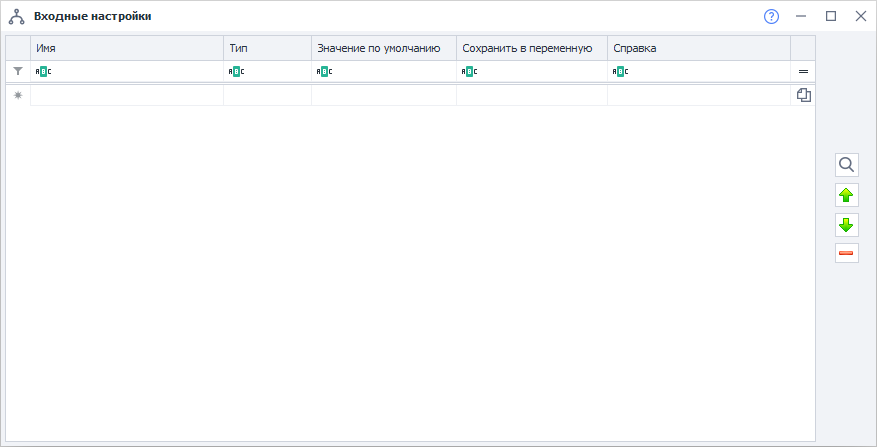 Входные настройки
Имя Тип Значение по умолчанию Сохранить в переменную Справка
ABC ABC ABC ABC ABC =